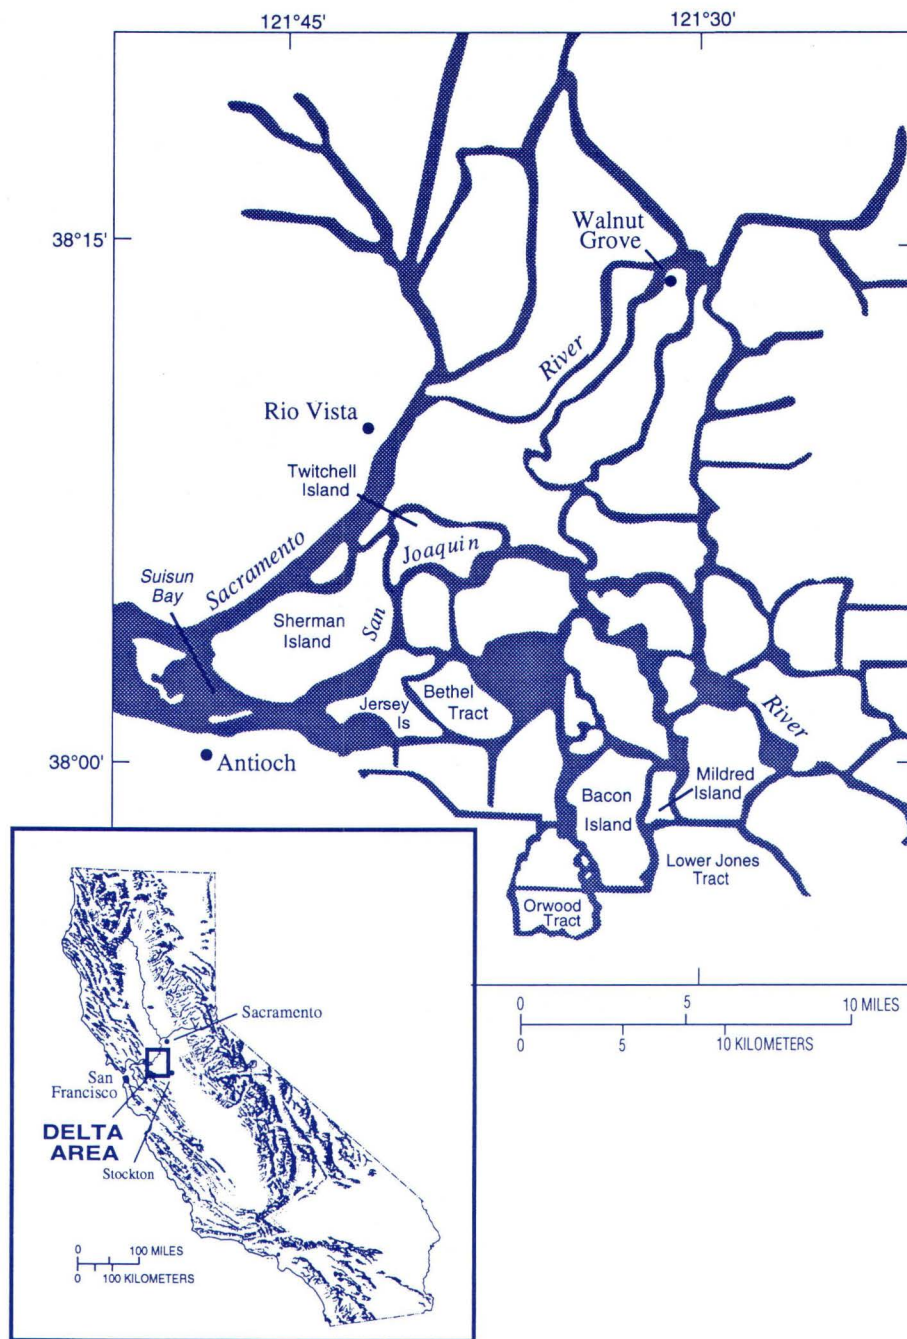 121°45'
121°30'
38°15'
Walnut
Grove
River
Rio Vista
Twitchell
Island
Joaquin
Sacramento
Suisun
Bay
San
Sherman
Island
Jersey
Is
Bethel
Tract
River
38°00'
Antioch
Mildred
Island
Bacon
Island
Lower Jones
Tract
Orwood
Tract
0 5 10 MILES
0 5 10 KILOMETERS
Sacramento
San
Francisco
DELTA
AREA
Stockton
0 100 MILES
0 100 KILOMETERS